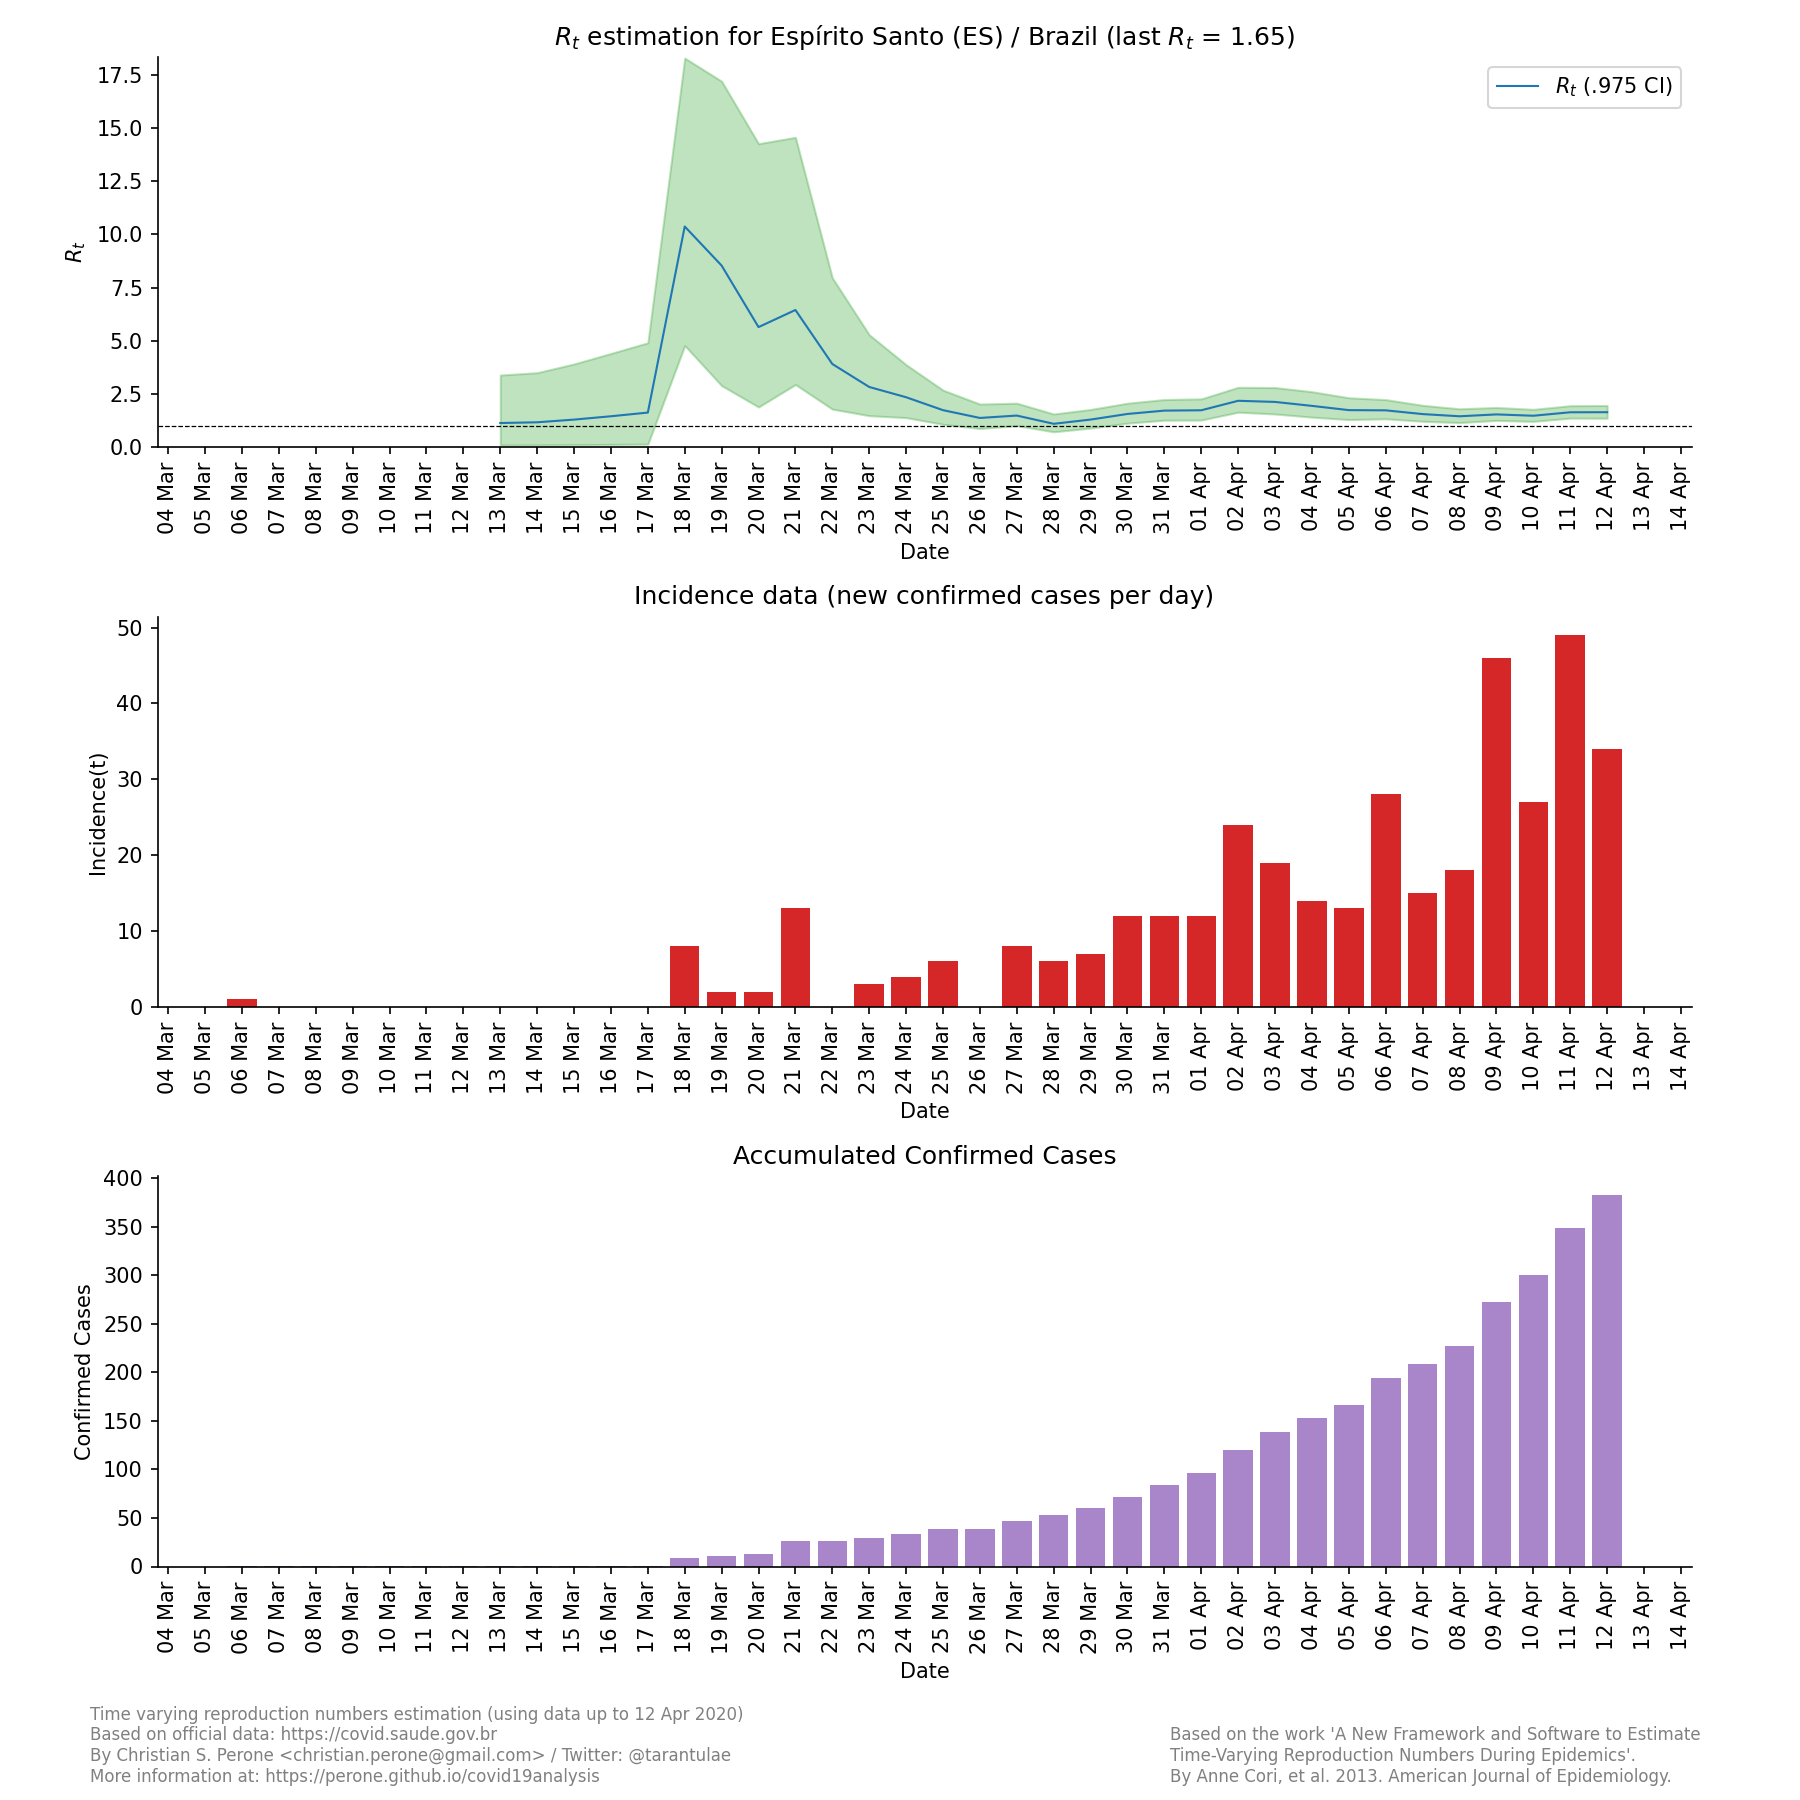 Rt estimation for Espírito Santo (ES) / Brazil (last Rt = 1.65)
Rt (.975 CI)
17.5
15.0
12.5
10.0
7.5
5.0
2.5
0.0
Rt
04 Mar 05 Mar 06 Mar 07 Mar 08 Mar 09 Mar 10 Mar 11 Mar 12 Mar 13 Mar 14 Mar 15 Mar 16 Mar 17 Mar 18 Mar 19 Mar 20 Mar 21 Mar 22 Mar 23 Mar 24 Mar 25 Mar 26 Mar 27 Mar 28 Mar 29 Mar 30 Mar 31 Mar 01 Apr 02 Apr 03 Apr 04 Apr 05 Apr 06 Apr 07 Apr 08 Apr 09 Apr 10 Apr 11 Apr 12 Apr 13 Apr 14 Apr
Date
Incidence data (new confirmed cases per day)
50
40
30
20
10
0
Incidence(t)
04 Mar 05 Mar 06 Mar 07 Mar 08 Mar 09 Mar 10 Mar 11 Mar 12 Mar 13 Mar 14 Mar 15 Mar 16 Mar 17 Mar 18 Mar 19 Mar 20 Mar 21 Mar 22 Mar 23 Mar 24 Mar 25 Mar 26 Mar 27 Mar 28 Mar 29 Mar 30 Mar 31 Mar 01 Apr 02 Apr 03 Apr 04 Apr 05 Apr 06 Apr 07 Apr 08 Apr 09 Apr 10 Apr 11 Apr 12 Apr 13 Apr 14 Apr
Date
Accumulated Confirmed Cases
400
350
300
250
200
150
100
50
0
Confirmed Cases
04 Mar 05 Mar 06 Mar 07 Mar 08 Mar 09 Mar 10 Mar 11 Mar 12 Mar 13 Mar 14 Mar 15 Mar 16 Mar 17 Mar 18 Mar 19 Mar 20 Mar 21 Mar 22 Mar 23 Mar 24 Mar 25 Mar 26 Mar 27 Mar 28 Mar 29 Mar 30 Mar 31 Mar 01 Apr 02 Apr 03 Apr 04 Apr 05 Apr 06 Apr 07 Apr 08 Apr 09 Apr 10 Apr 11 Apr 12 Apr 13 Apr 14 Apr
Date
Time varying reproduction numbers estimation (using data up to 12 Apr 2020)
Based on official data: https://covid.saude.gov.br
By Christian S. Perone <christian.perone@gmail.com> / Twitter: @tarantulae
More information at: https://perone.github.io/covid19analysis
Based on the work 'A New Framework and Software to Estimate
Time-Varying Reproduction Numbers During Epidemics'.
By Anne Cori, et al. 2013. American Journal of Epidemiology.